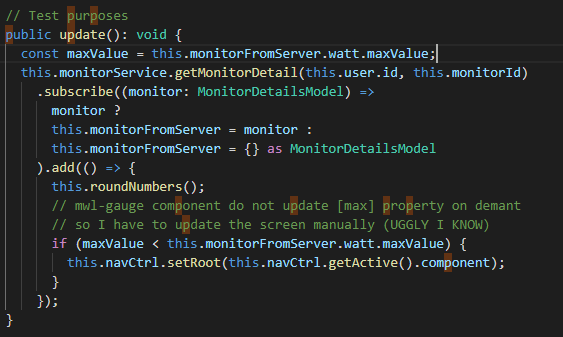 // Test purposes
public update(): void {
const maxValue = this.monitorFromServer.watt.maxValue;
this.monitorService.getMonitorDetail(this.user.id, this.monitorId)
.subscribe((monitor: MonitorDetailsModel) =>
monitor ?
this.monitorFromServer = monitor :
this.monitorFromServer = {} as MonitorDetailsModel
).add(() => {
this.roundNumbers();
// mwl-gauge component do not update [max] property on demant
// so I have to update the screen manually (UGGLY I KNOW)
if (maxValue < this.monitorFromServer.watt.maxValue) {
this.navCtrl.setRoot(this.navCtrl.getActive().component);
}
});
}